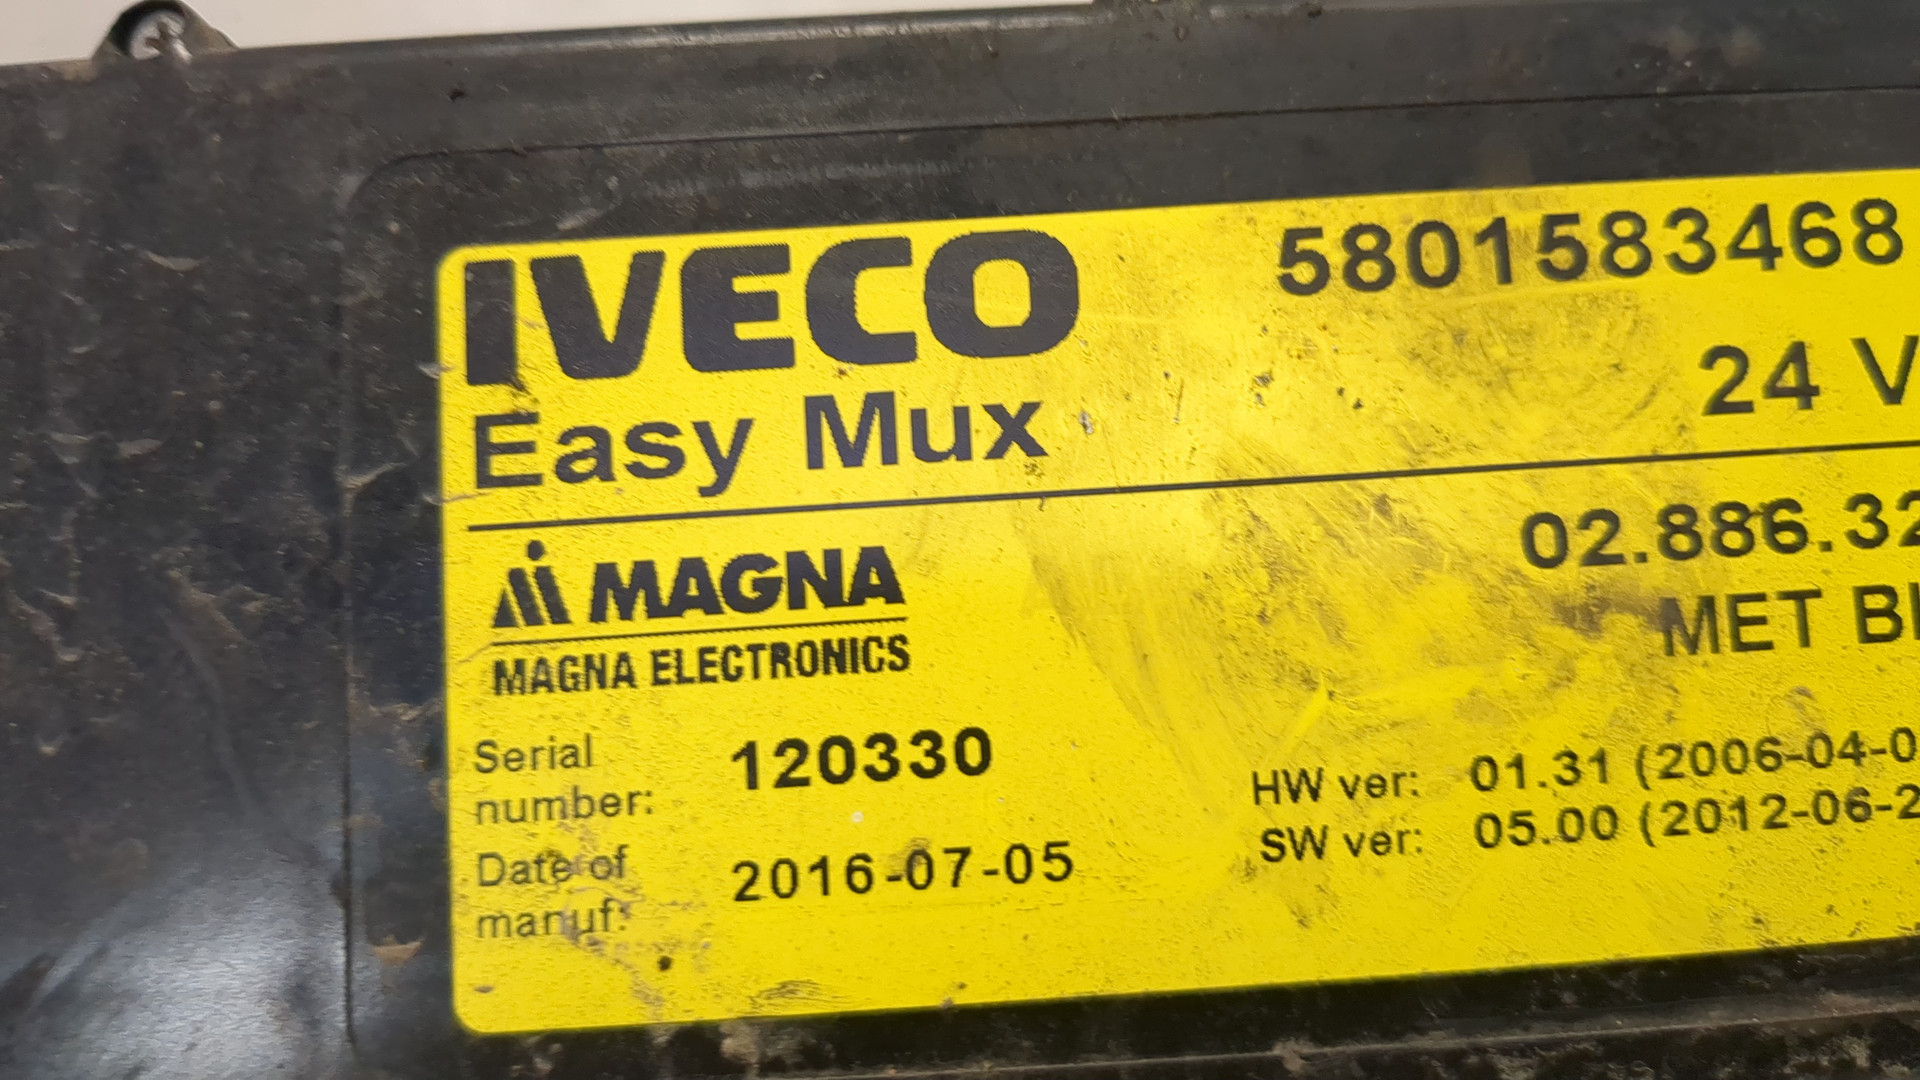 IVECO 5801583468
Easy Mux 24 V
MAGNA 02.886.32
MAGNA ELECTRONICS MET
Serial number: 120330
HW ver: 01.31 (2006-04-0
SW ver: 05.00 (2012-06-2
Date of manuf: 2016-07-05